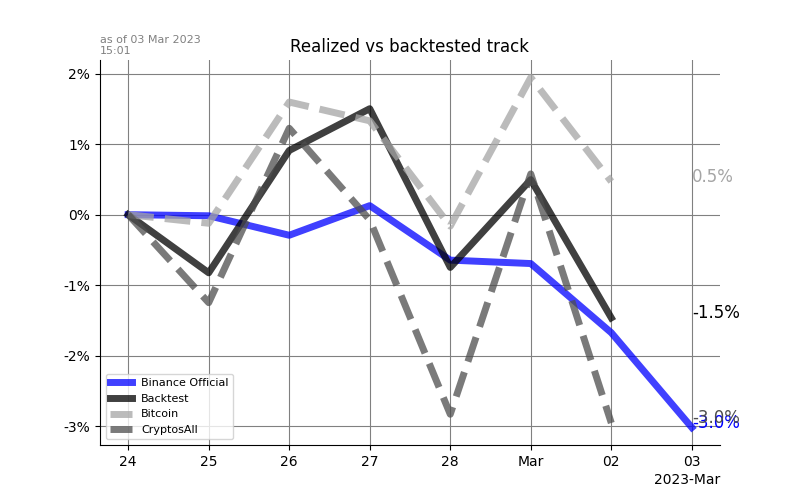 as of 03 Mar 2023
15:01
Realized vs backtested track
2%
1%
0%
-1%
-2%
-3%
0.5%
-1.5%
-3.0%
-3.0%
Binance Official
Backtest
Bitcoin
CryptosAll
24 25 26 27 28 Mar 02 03
2023-Mar